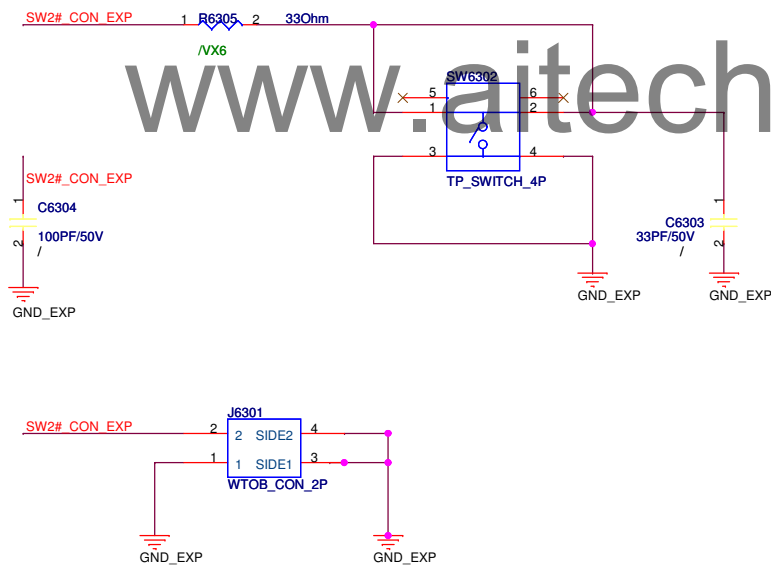 SW2#_CON_EXP 1 R6305 2 33Ohm
/VX6
www.aitech
SW6302
5 6
1 2
3 4
TP_SWITCH_4P
SW2#_CON_EXP
1 C6304
100PF/50V
2 /
GND_EXP
1 C6303
33PF/50V
2 /
GND_EXP GND_EXP
J6301
SW2#_CON_EXP 2 2 SIDE2 4
1 1 SIDE1 3
WTOB_CON_2P
GND_EXP GND_EXP